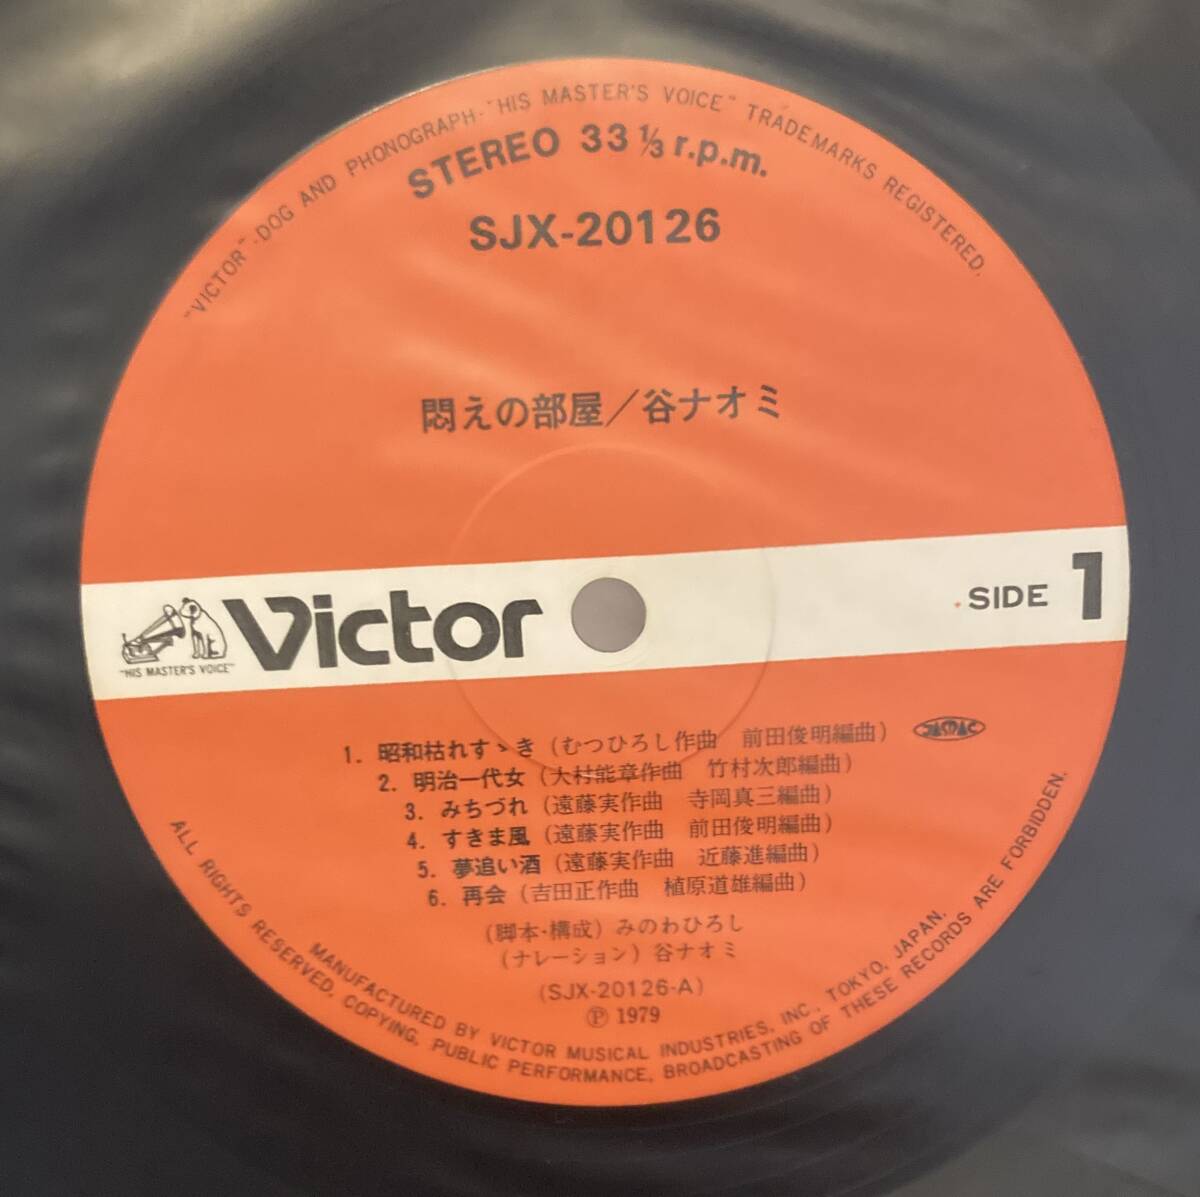 "VICTOR"-DOG AND PHONOGRAPH-"HIS MASTER'S VOICE" TRADEMARKS REGISTERED.
STEREO 33 1/3 r.p.m.
SJX-20126
悶えの部屋／谷ナオミ
"HIS MASTER'S VOICE"
Victor
SIDE 1
1. 昭和枯れすゝき (むつひろし作曲 前田俊明編曲)
JASRAC
2. 明治一代女 (大村能章作曲 竹村次郎編曲)
3. みちづれ (遠藤実作曲 寺岡真三編曲)
4. すきま風 (遠藤実作曲 前田俊明編曲)
5. 夢追い酒 (遠藤実作曲 近藤進編曲)
6. 再会 (吉田正作曲 植原道雄編曲)
(脚本・構成) みのわひろし
(ナレーション) 谷ナオミ
(SJX-20126-A)
Ⓟ 1979
MANUFACTURED BY VICTOR MUSICAL INDUSTRIES, INC., TOKYO, JAPAN.
ALL RIGHTS RESERVED, COPYING, PUBLIC PERFORMANCE, BROADCASTING OF THESE RECORDS ARE FORBIDDEN.